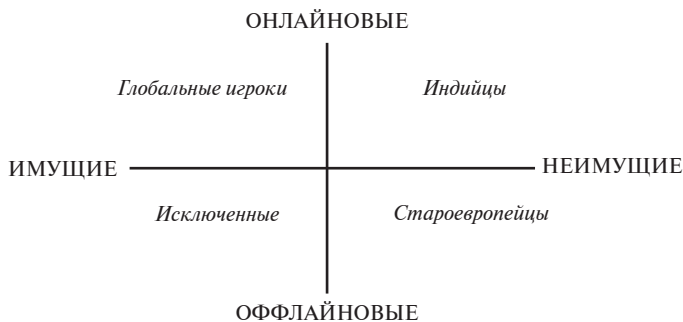 ОНЛАЙНОВЫЕ
Глобальные игроки Индийцы
ИМУЩИЕ НЕИМУЩИЕ
Исключенные Староевропейцы
ОФФЛАЙНОВЫЕ